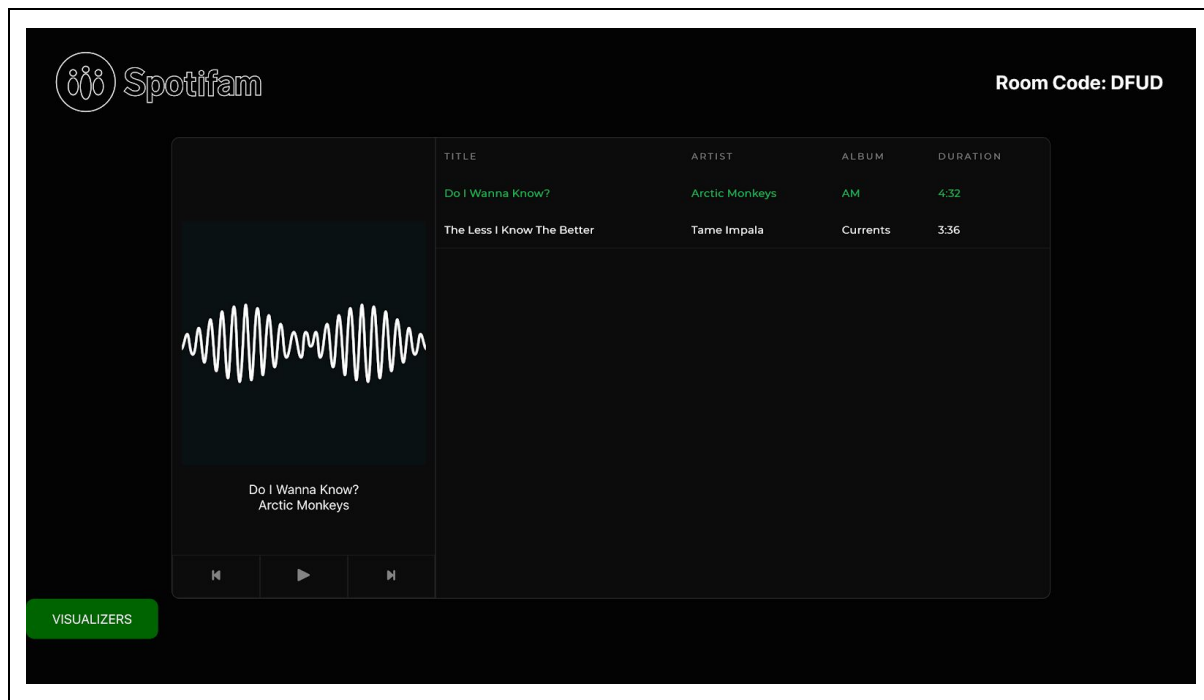 Spotifam
Room Code: DFUD
TITLE ARTIST ALBUM DURATION
Do I Wanna Know? Arctic Monkeys AM 4:32
The Less I Know The Better Tame Impala Currents 3:36
Do I Wanna Know?
Arctic Monkeys
VISUALIZERS